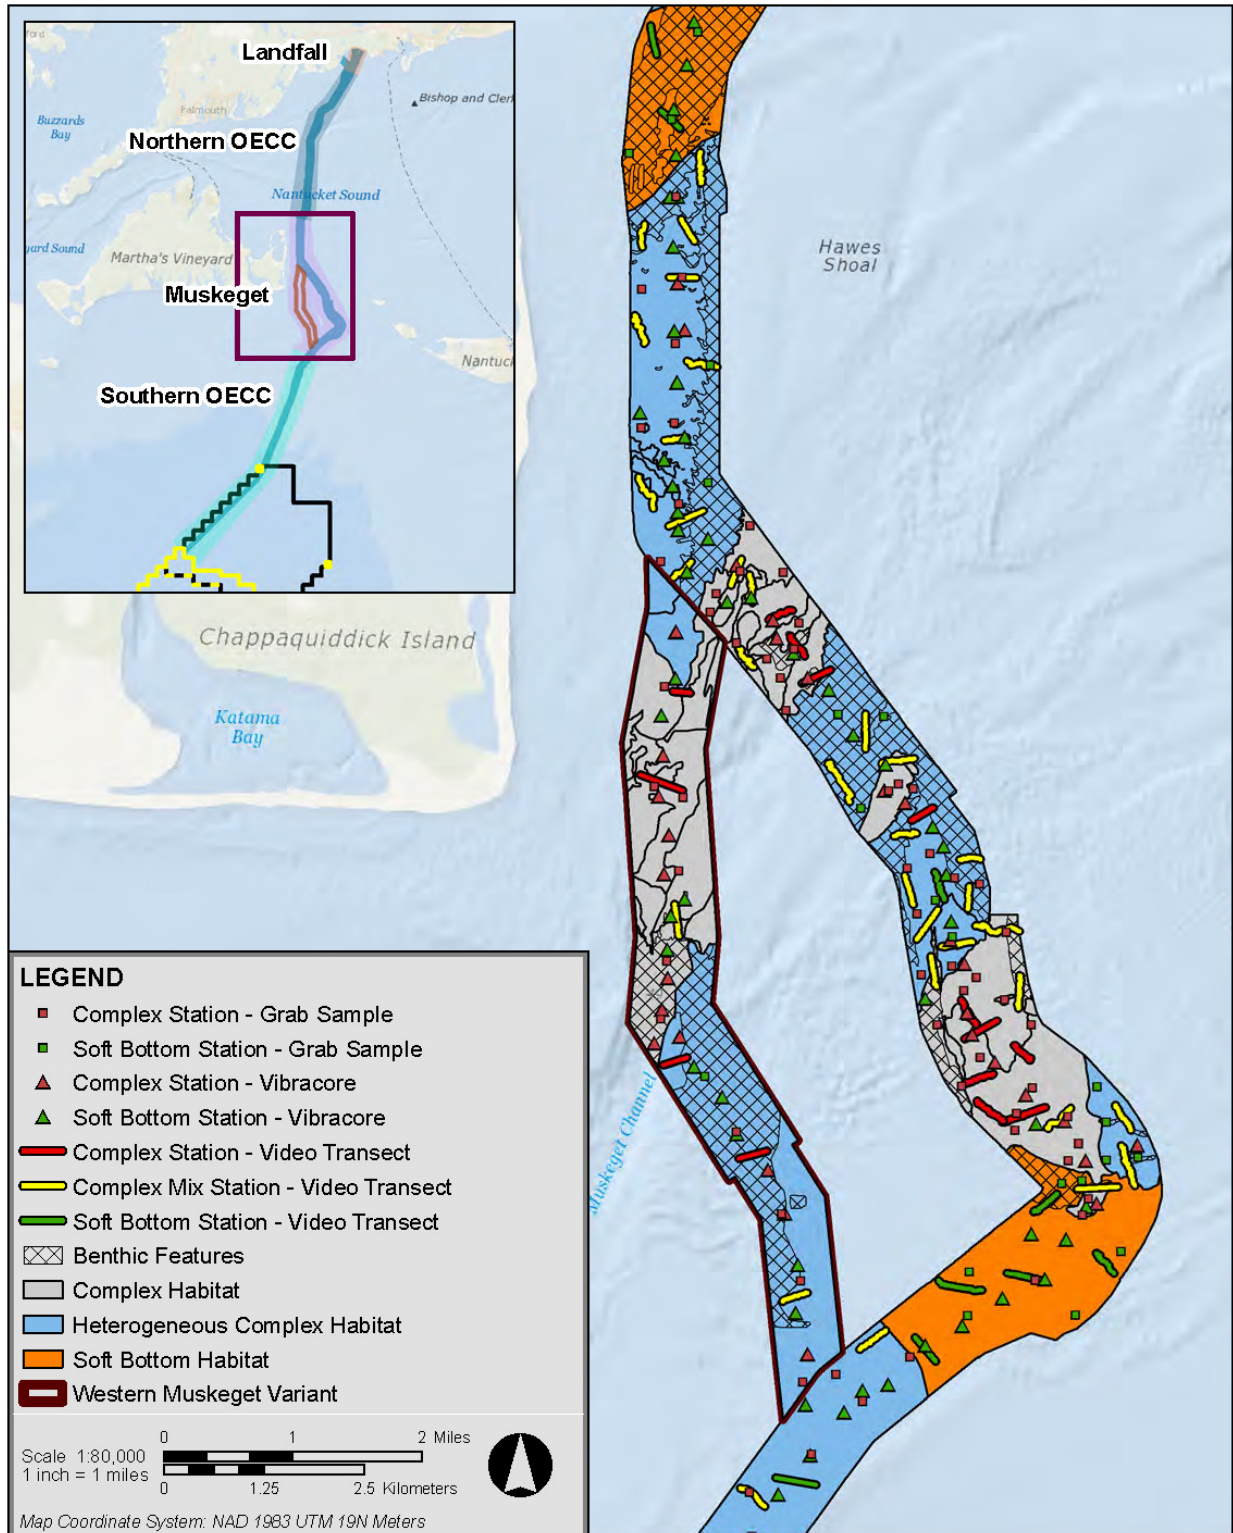 ford
Landfall
Falmouth
Bishop and Clerk
Buzzards
Bay
Northern OECC
Nantucket Sound
yard Sound
Martha's Vineyard
Muskeget
Nantuck
Southern OECC
Hawes
Shoal
Chappaquiddick Island
Katama
Bay
Muskeget Channel
LEGEND
Complex Station - Grab Sample
Soft Bottom Station - Grab Sample
Complex Station - Vibracore
Soft Bottom Station - Vibracore
Complex Station - Video Transect
Complex Mix Station - Video Transect
Soft Bottom Station - Video Transect
Benthic Features
Complex Habitat
Heterogeneous Complex Habitat
Soft Bottom Habitat
Western Muskeget Variant
0 1 2 Miles
Scale 1:80,000
1 inch = 1 miles
0 1.25 2.5 Kilometers
Map Coordinate System: NAD 1983 UTM 19N Meters